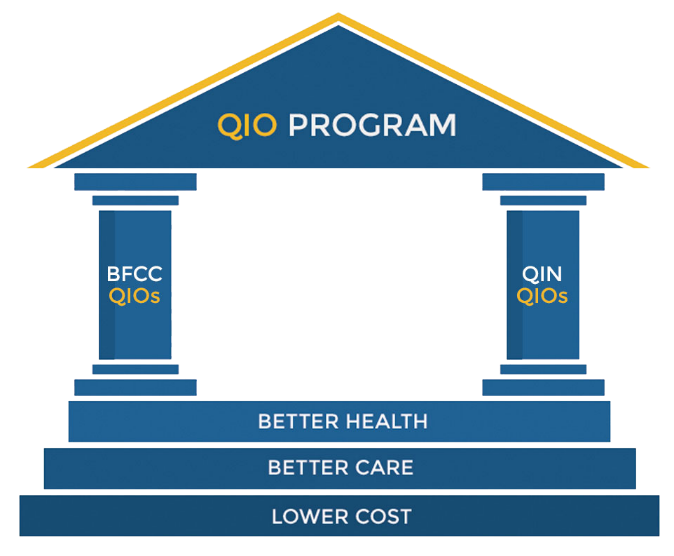 QIO PROGRAM
BFCC
QIOs
QIN
QIOs
BETTER HEALTH
BETTER CARE
LOWER COST